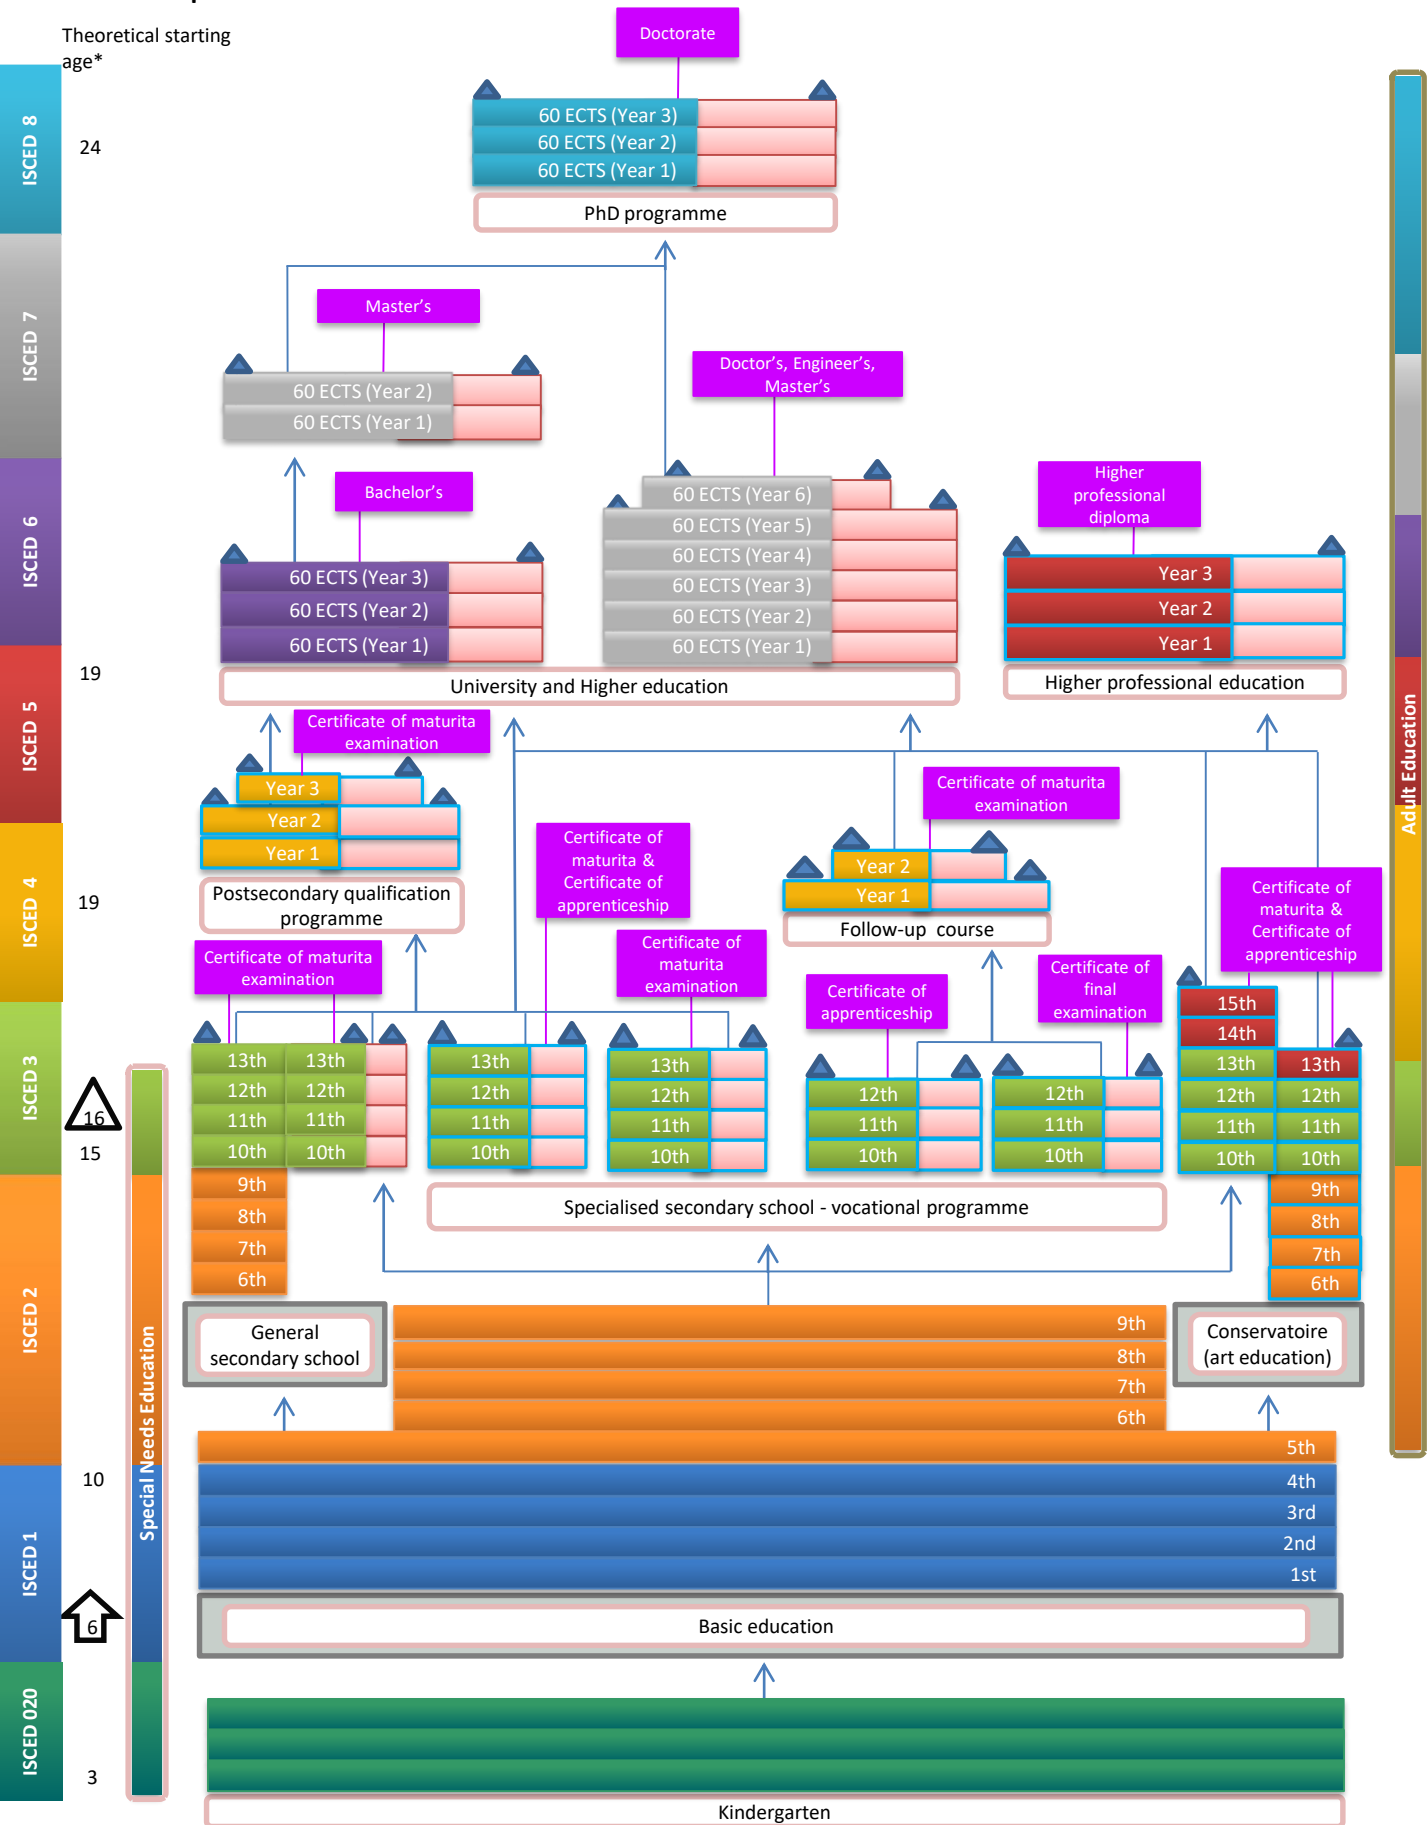 Theoretical starting
age*
Doctorate
ISCED 8
24
60 ECTS (Year 3)
60 ECTS (Year 2)
60 ECTS (Year 1)
PhD programme
ISCED 7
Master's
60 ECTS (Year 2)
60 ECTS (Year 1)
Doctor's, Engineer's,
Master's
ISCED 6
Bachelor's
60 ECTS (Year 3)
60 ECTS (Year 2)
60 ECTS (Year 1)
60 ECTS (Year 6)
60 ECTS (Year 5)
60 ECTS (Year 4)
60 ECTS (Year 3)
60 ECTS (Year 2)
60 ECTS (Year 1)
Higher
professional
diploma
Year 3
Year 2
Year 1
19
University and Higher education
Higher professional education
ISCED 5
Adult Education
Certificate of maturita
examination
Year 3
Year 2
Year 1
Postsecondary qualification
programme
Certificate of
maturita &
Certificate of
apprenticeship
Certificate of maturita
examination
Year 2
Year 1
Follow-up course
Certificate of
maturita &
Certificate of
apprenticeship
ISCED 4
19
Certificate of maturita
examination
Certificate of
maturita
examination
Certificate of
apprenticeship
Certificate of
final
examination
ISCED 3
16
15
13th
12th
11th
10th
9th
8th
7th
6th
13th
12th
11th
10th
13th
12th
11th
10th
13th
12th
11th
10th
12th
11th
10th
12th
11th
10th
15th
14th
13th
12th
11th
10th
13th
12th
11th
10th
9th
8th
7th
6th
Specialised secondary school - vocational programme
ISCED 2
Special Needs Education
General
secondary school
Conservatoire
(art education)
9th
8th
7th
6th
5th
10
4th
3rd
2nd
1st
ISCED 1
6
Basic education
ISCED 020
3
Kindergarten